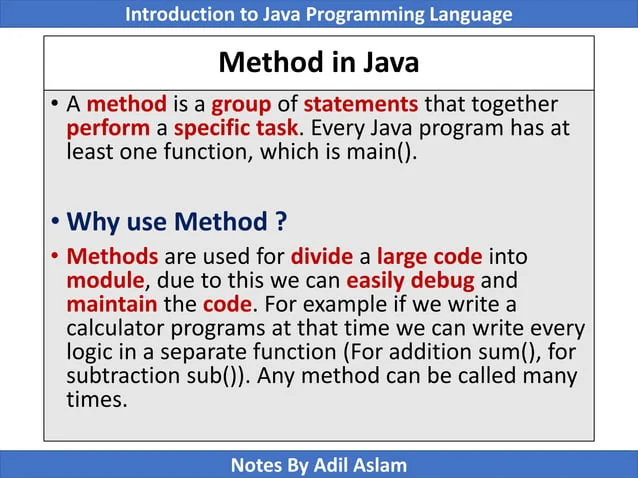 Introduction to Java Programming Language
Method in Java
• A method is a group of statements that together
perform a specific task. Every Java program has at
least one function, which is main().
• Why use Method ?
• Methods are used for divide a large code into
module, due to this we can easily debug and
maintain the code. For example if we write a
calculator programs at that time we can write every
logic in a separate function (For addition sum(), for
subtraction sub()). Any method can be called many
times.
Notes By Adil Aslam